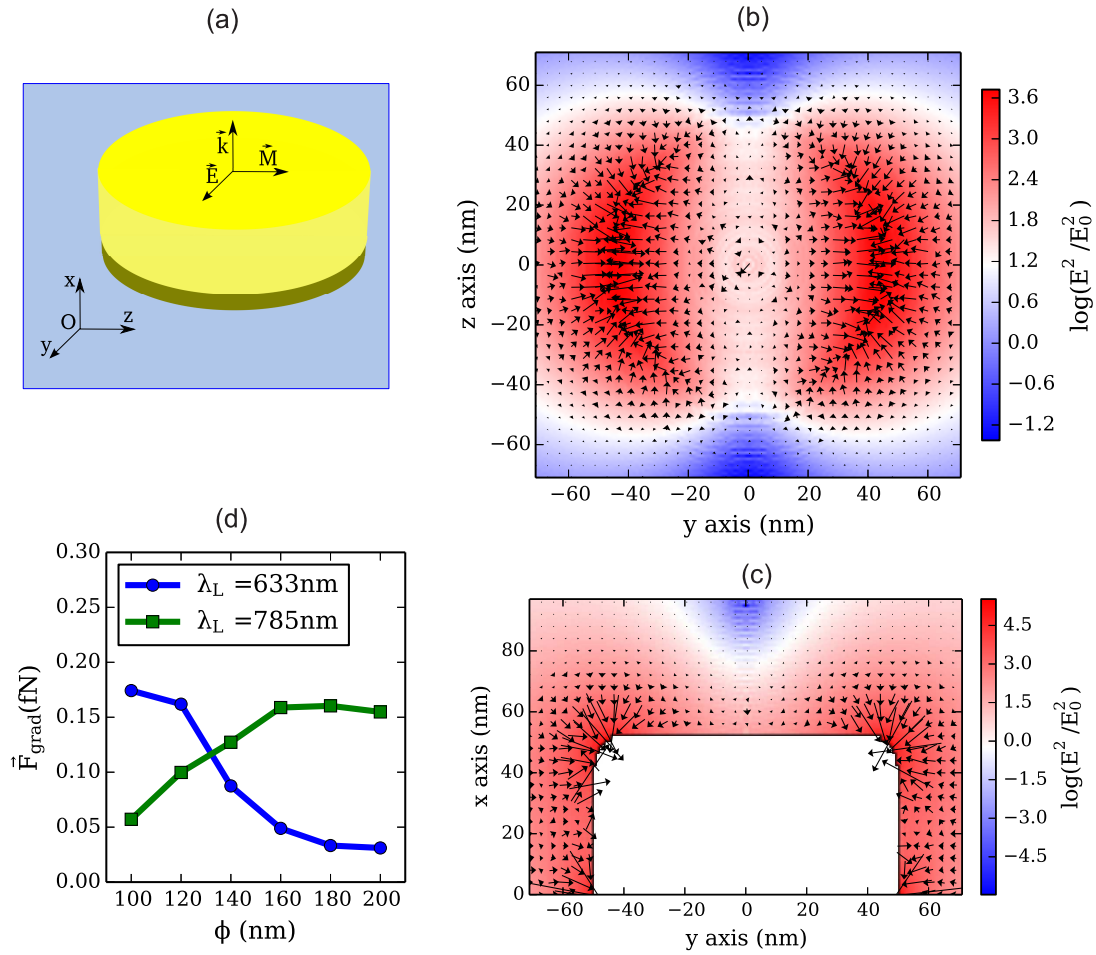 (a)
k
E
M
x
O
z
y
(b)
60
40
20
0
−20
−40
−60
z axis (nm)
−60 −40 −20 0 20 40 60
y axis (nm)
3.6
3.0
2.4
1.8
1.2
0.6
0.0
−0.6
−1.2
log(E² /E₀²)
(d)
0.30
0.25
0.20
0.15
0.10
0.05
0.00
F⃗grad(fN)
λL =633nm
λL =785nm
100 120 140 160 180 200
ϕ (nm)
(c)
80
60
40
20
0
x axis (nm)
−60 −40 −20 0 20 40 60
y axis (nm)
4.5
3.0
1.5
0.0
−1.5
−3.0
−4.5
log(E² /E₀²)